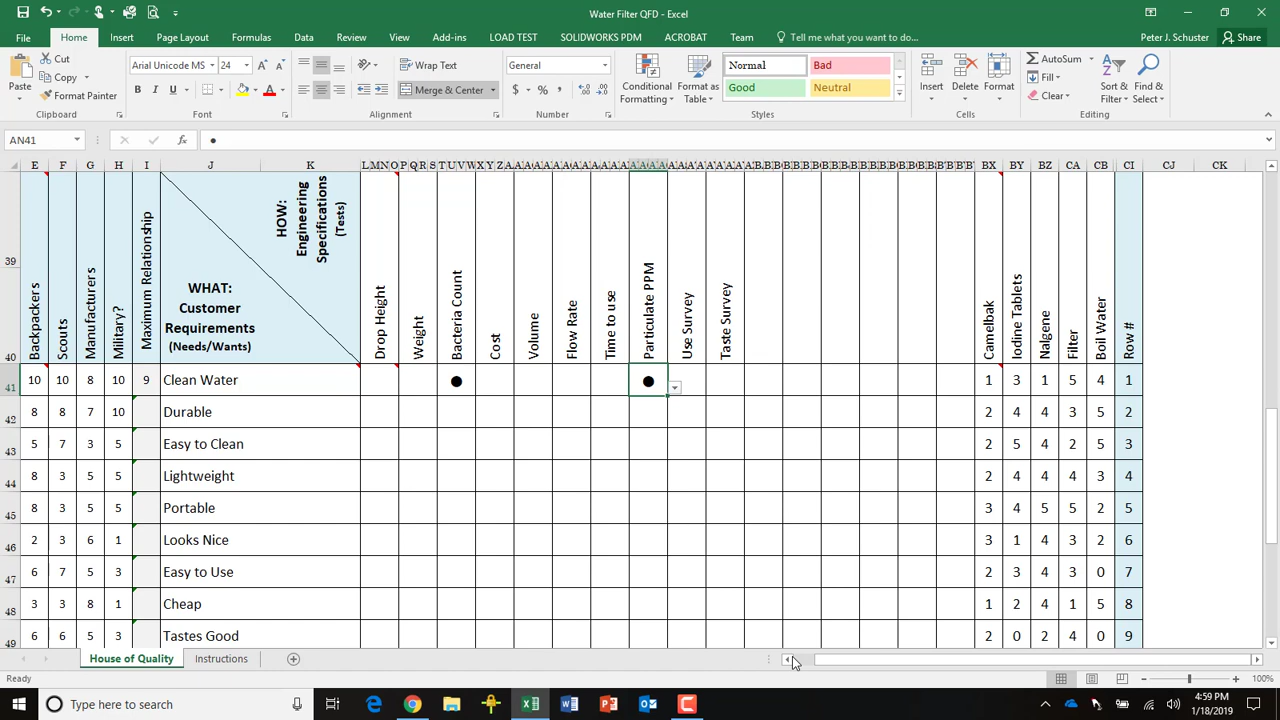 Water Filter QFD - Excel
File Home Insert Page Layout Formulas Data Review View Add-ins LOAD TEST SOLIDWORKS PDM ACROBAT Team Tell me what you want to do... Peter J. Schuster Share
Paste
Cut
Copy
Format Painter
Clipboard
Arial Unicode MS 24
B I U
Font
Wrap Text
Merge & Center
Alignment
General
$ % ,
Number
Conditional Formatting
Format as Table
Normal Bad
Good Neutral
Styles
Insert Delete Format
Cells
AutoSum
Fill
Clear
Sort & Filter
Find & Select
Editing
AN41 fx ●
E F G H I J K BX BY BZ CA CB CI CJ CK
39
40
Backpackers
Scouts
Manufacturers
Military?
Maximum Relationship
HOW:
Engineering
Specifications
(Tests)
WHAT:
Customer
Requirements
(Needs/Wants)
Drop Height
Weight
Bacteria Count
Cost
Volume
Flow Rate
Time to use
Particulate PPM
Use Survey
Taste Survey
Camelbak
Iodine Tablets
Nalgene
Filter
Boil Water
Row #
41 10 10 8 10 9 Clean Water ● ● 1 3 1 5 4 1
42 8 8 7 10 Durable 2 4 4 3 5 2
43 5 7 3 5 Easy to Clean 2 5 4 2 5 3
44 8 3 5 5 Lightweight 2 4 4 4 3 4
45 8 3 5 5 Portable 3 4 5 5 2 5
46 2 3 6 1 Looks Nice 3 1 4 3 2 6
47 6 7 5 3 Easy to Use 2 3 4 3 0 7
48 3 3 8 1 Cheap 1 2 4 1 5 8
49 6 6 5 3 Tastes Good 2 0 2 4 0 9
House of Quality Instructions
Ready 100%
Type here to search
4:59 PM
1/18/2019